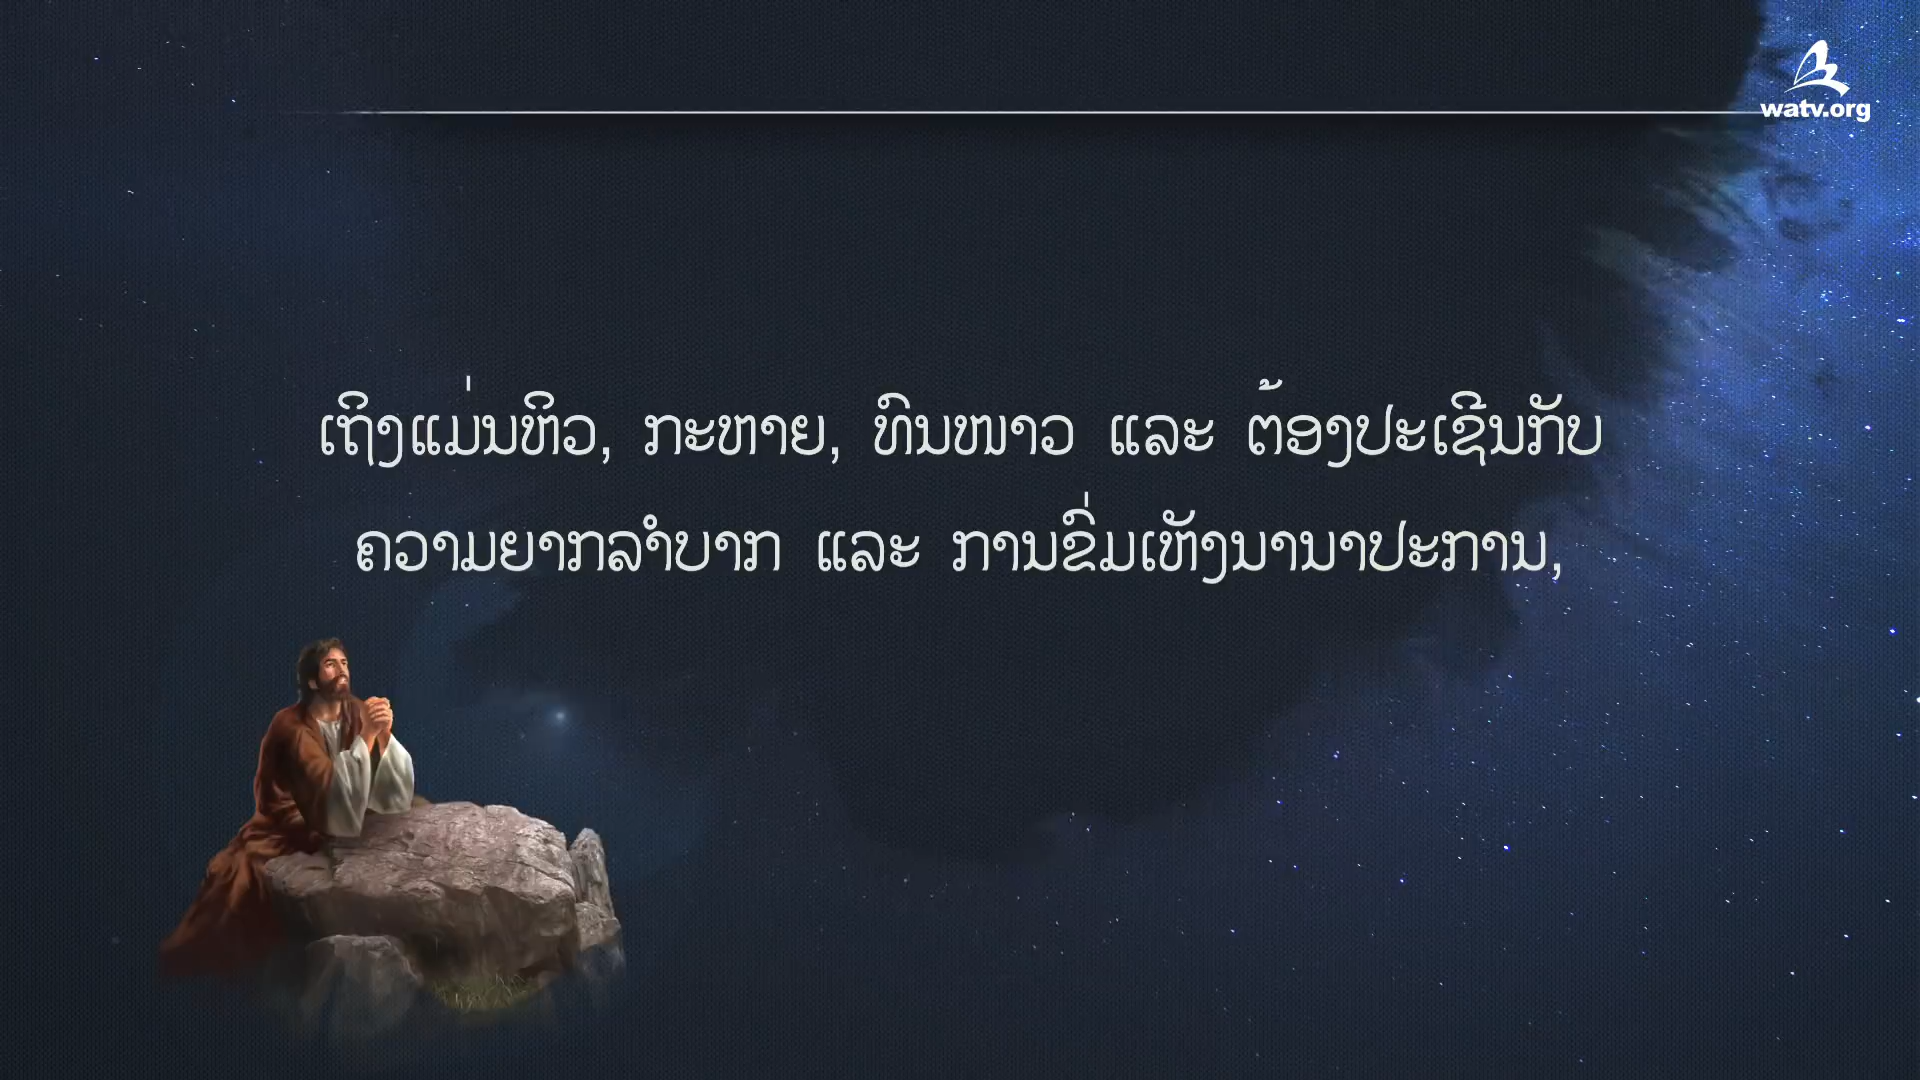 watv.org
ເຖິງແມ່ນຫິວ, ກະຫາຍ, ທົນໜາວ ແລະ ຕ້ອງປະເຊີນກັບ
ຄວາມຍາກລຳບາກ ແລະ ການຂົ່ມເຫັງນານາປະການ,